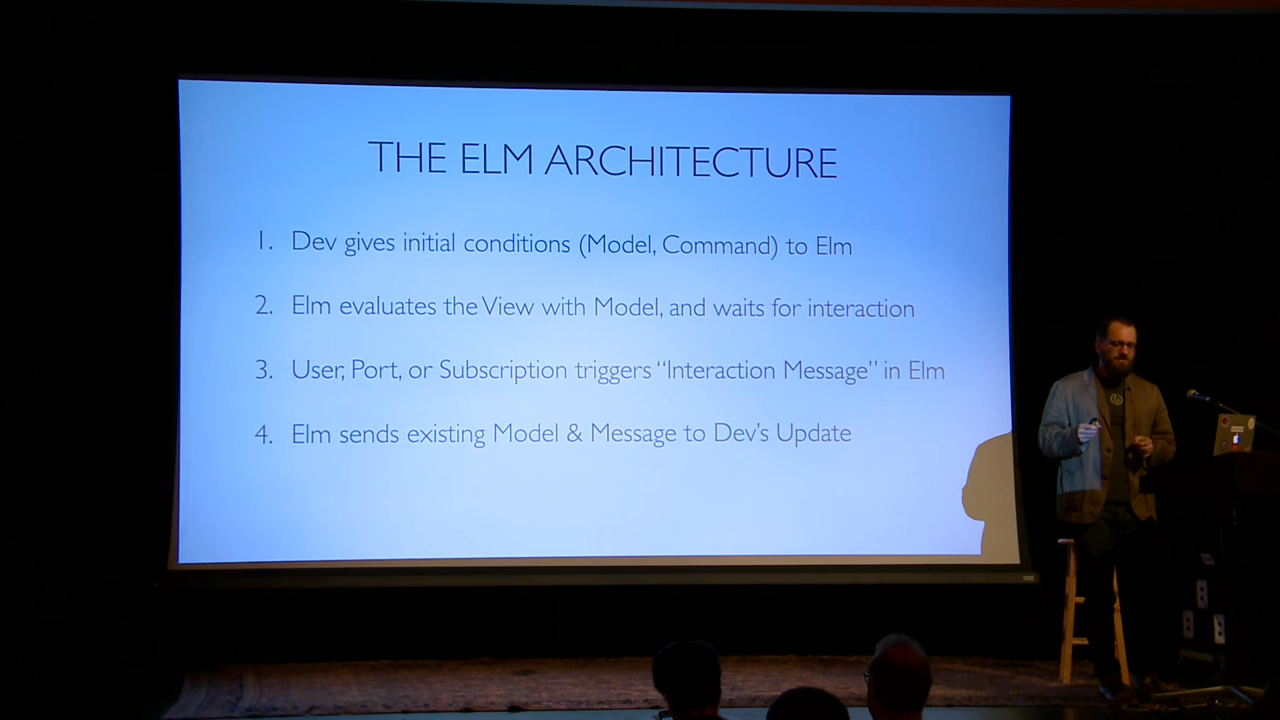 THE ELM ARCHITECTURE
1. Dev gives initial conditions (Model, Command) to Elm
2. Elm evaluates the View with Model, and waits for interaction
3. User, Port, or Subscription triggers “Interaction Message” in Elm
4. Elm sends existing Model & Message to Dev’s Update